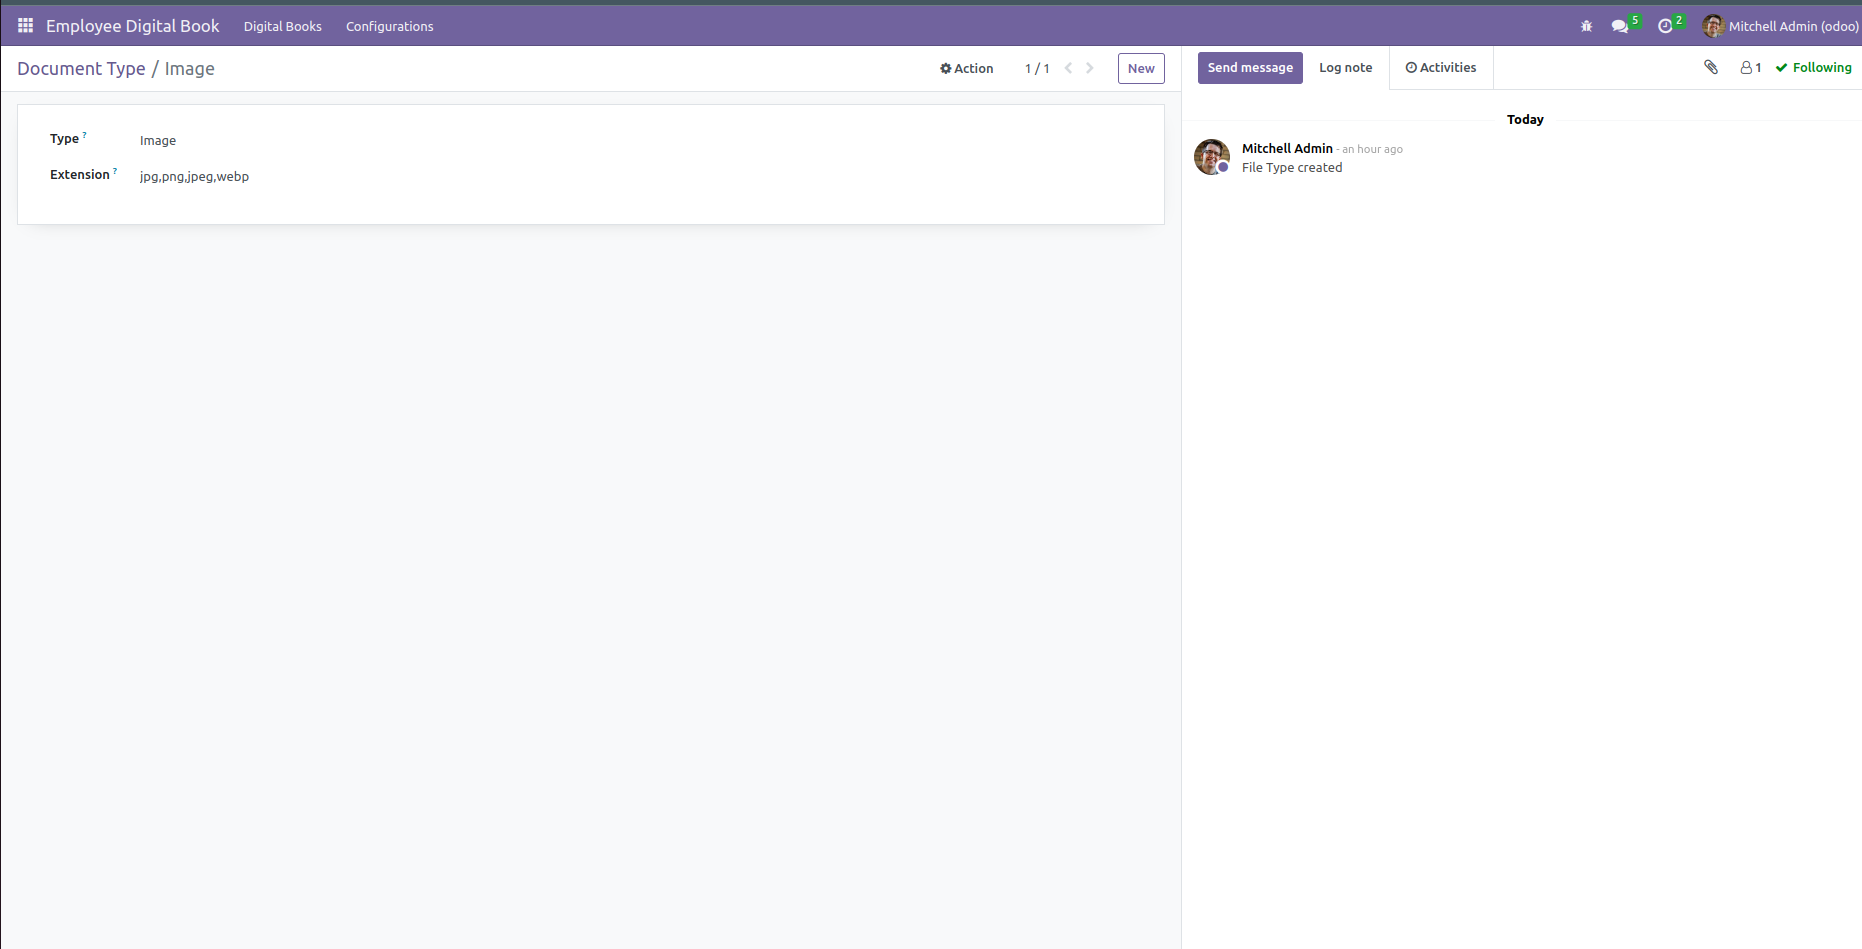 Employee Digital Book Digital Books Configurations 5 2 Mitchell Admin (odoo)
Document Type / Image Action 1 / 1 New Send message Log note Activities 1 Following
Type ? Image
Extension ? jpg,png,jpeg,webp
Today
Mitchell Admin - an hour ago
File Type created